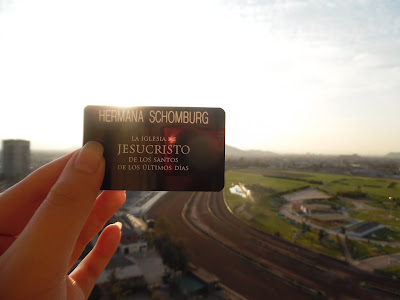 HERMANA SCHOMBURG
LA IGLESIA DE
JESUCRISTO
DE LOS SANTOS
DE LOS ÚLTIMOS DÍAS